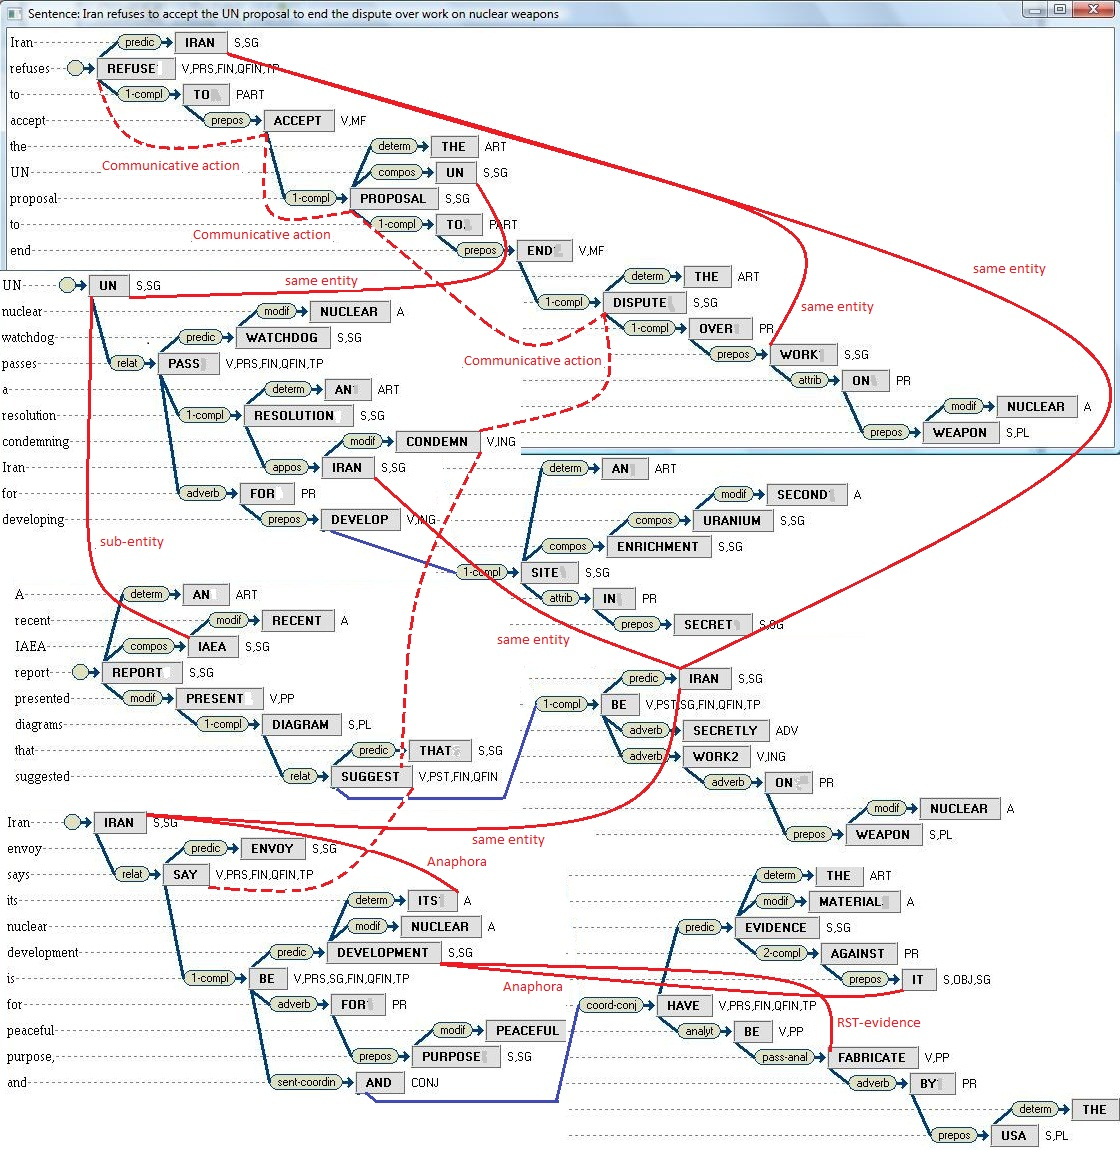 Sentence: Iran refuses to accept the UN proposal to end the dispute over work on nuclear weapons
Iran predic IRAN S,SG
refuses REFUSE V,PRS,FIN,QFIN,TP
to 1-compl TO PART
accept prepos ACCEPT V,MF
the determ THE ART
Communicative action
UN compos UN S,SG
proposal 1-compl PROPOSAL S,SG
to 1-compl TO PART
Communicative action
end prepos END V,MF
same entity
UN UN S,SG
same entity
determ THE ART
1-compl DISPUTE S,SG
same entity
nuclear modif NUCLEAR A
1-compl OVER PR
watchdog predic WATCHDOG S,SG
prepos WORK S,SG
Communicative action
passes relat PASS V,PRS,FIN,QFIN,TP
attrib ON PR
a determ AN ART
modif NUCLEAR A
resolution 1-compl RESOLUTION S,SG
prepos WEAPON S,PL
condemning modif CONDEMN V,ING
Iran appos IRAN S,SG
determ AN ART
for adverb FOR PR
modif SECOND A
developing prepos DEVELOP V,ING
compos URANIUM S,SG
sub-entity
compos ENRICHMENT S,SG
1-compl SITE S,SG
A determ AN ART
attrib IN PR
recent modif RECENT A
prepos SECRET S,SG
same entity
IAEA compos IAEA S,SG
report REPORT S,SG
predic IRAN S,SG
presented modif PRESENT V,PP
1-compl BE V,PST,SG,FIN,QFIN,TP
diagrams 1-compl DIAGRAM S,PL
adverb SECRETLY ADV
that predic THAT S,SG
adverb WORK2 V,ING
suggested relat SUGGEST V,PST,FIN,QFIN
adverb ON PR
modif NUCLEAR A
Iran IRAN S,SG
prepos WEAPON S,PL
same entity
envoy predic ENVOY S,SG
Anaphora
says relat SAY V,PRS,FIN,QFIN,TP
determ THE ART
its determ ITS A
modif MATERIAL A
nuclear modif NUCLEAR A
predic EVIDENCE S,SG
development predic DEVELOPMENT S,SG
2-compl AGAINST PR
is 1-compl BE V,PRS,SG,FIN,QFIN,TP
prepos IT S,OBJ,SG
Anaphora
for adverb FOR PR
coord-conj HAVE V,PRS,FIN,QFIN,TP
RST-evidence
peaceful modif PEACEFUL
analyt BE V,PP
purpose, prepos PURPOSE S,SG
pass-anal FABRICATE V,PP
and sent-coordin AND CONJ
adverb BY PR
determ THE
prepos USA S,PL